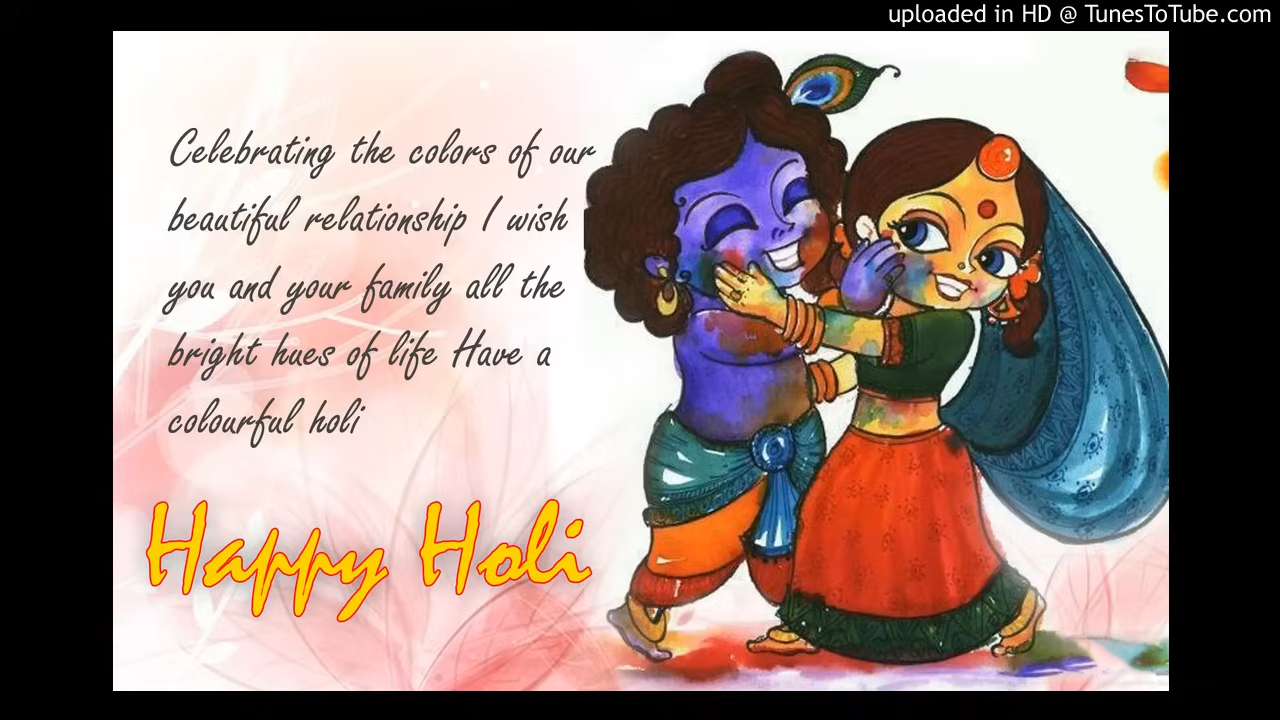 uploaded in HD @ TunesToTube.com
Celebrating the colors of our
beautiful relationship I wish
you and your family all the
bright hues of life Have a
colourful holi
Happy Holi